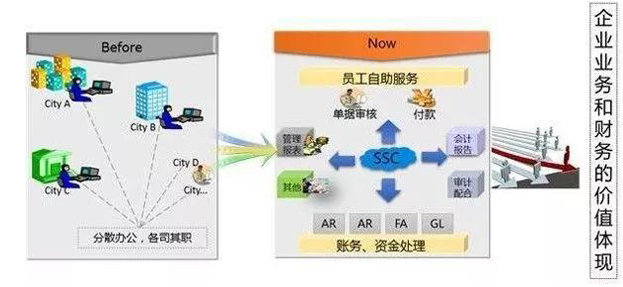 Before
City A
City B
City C
City D
City...
分散办公，各司其职
Now
员工自助服务
单据审核
付款
管理
报表
SSC
会计
报告
其他
审计
配合
AR
AR
FA
GL
账务、资金处理
企业业务和财务的价值体现